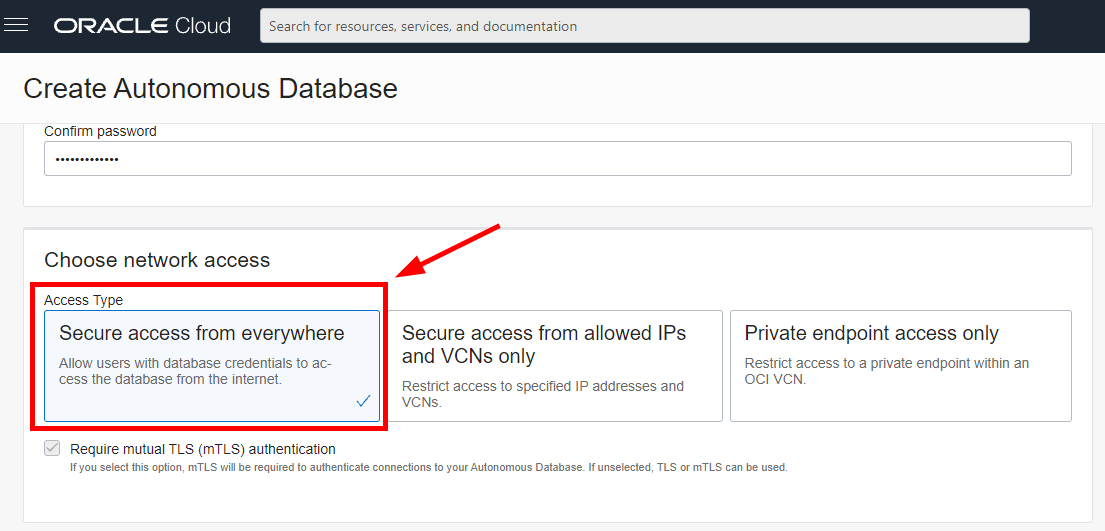 ORACLE Cloud
Search for resources, services, and documentation
Create Autonomous Database
Confirm password
•••••••••••••
Choose network access
Access Type
Secure access from everywhere
Allow users with database credentials to ac-
cess the database from the internet.
Secure access from allowed IPs
and VCNs only
Restrict access to specified IP addresses and
VCNs.
Private endpoint access only
Restrict access to a private endpoint within an
OCI VCN.
Require mutual TLS (mTLS) authentication
If you select this option, mTLS will be required to authenticate connections to your Autonomous Database. If unselected, TLS or mTLS can be used.